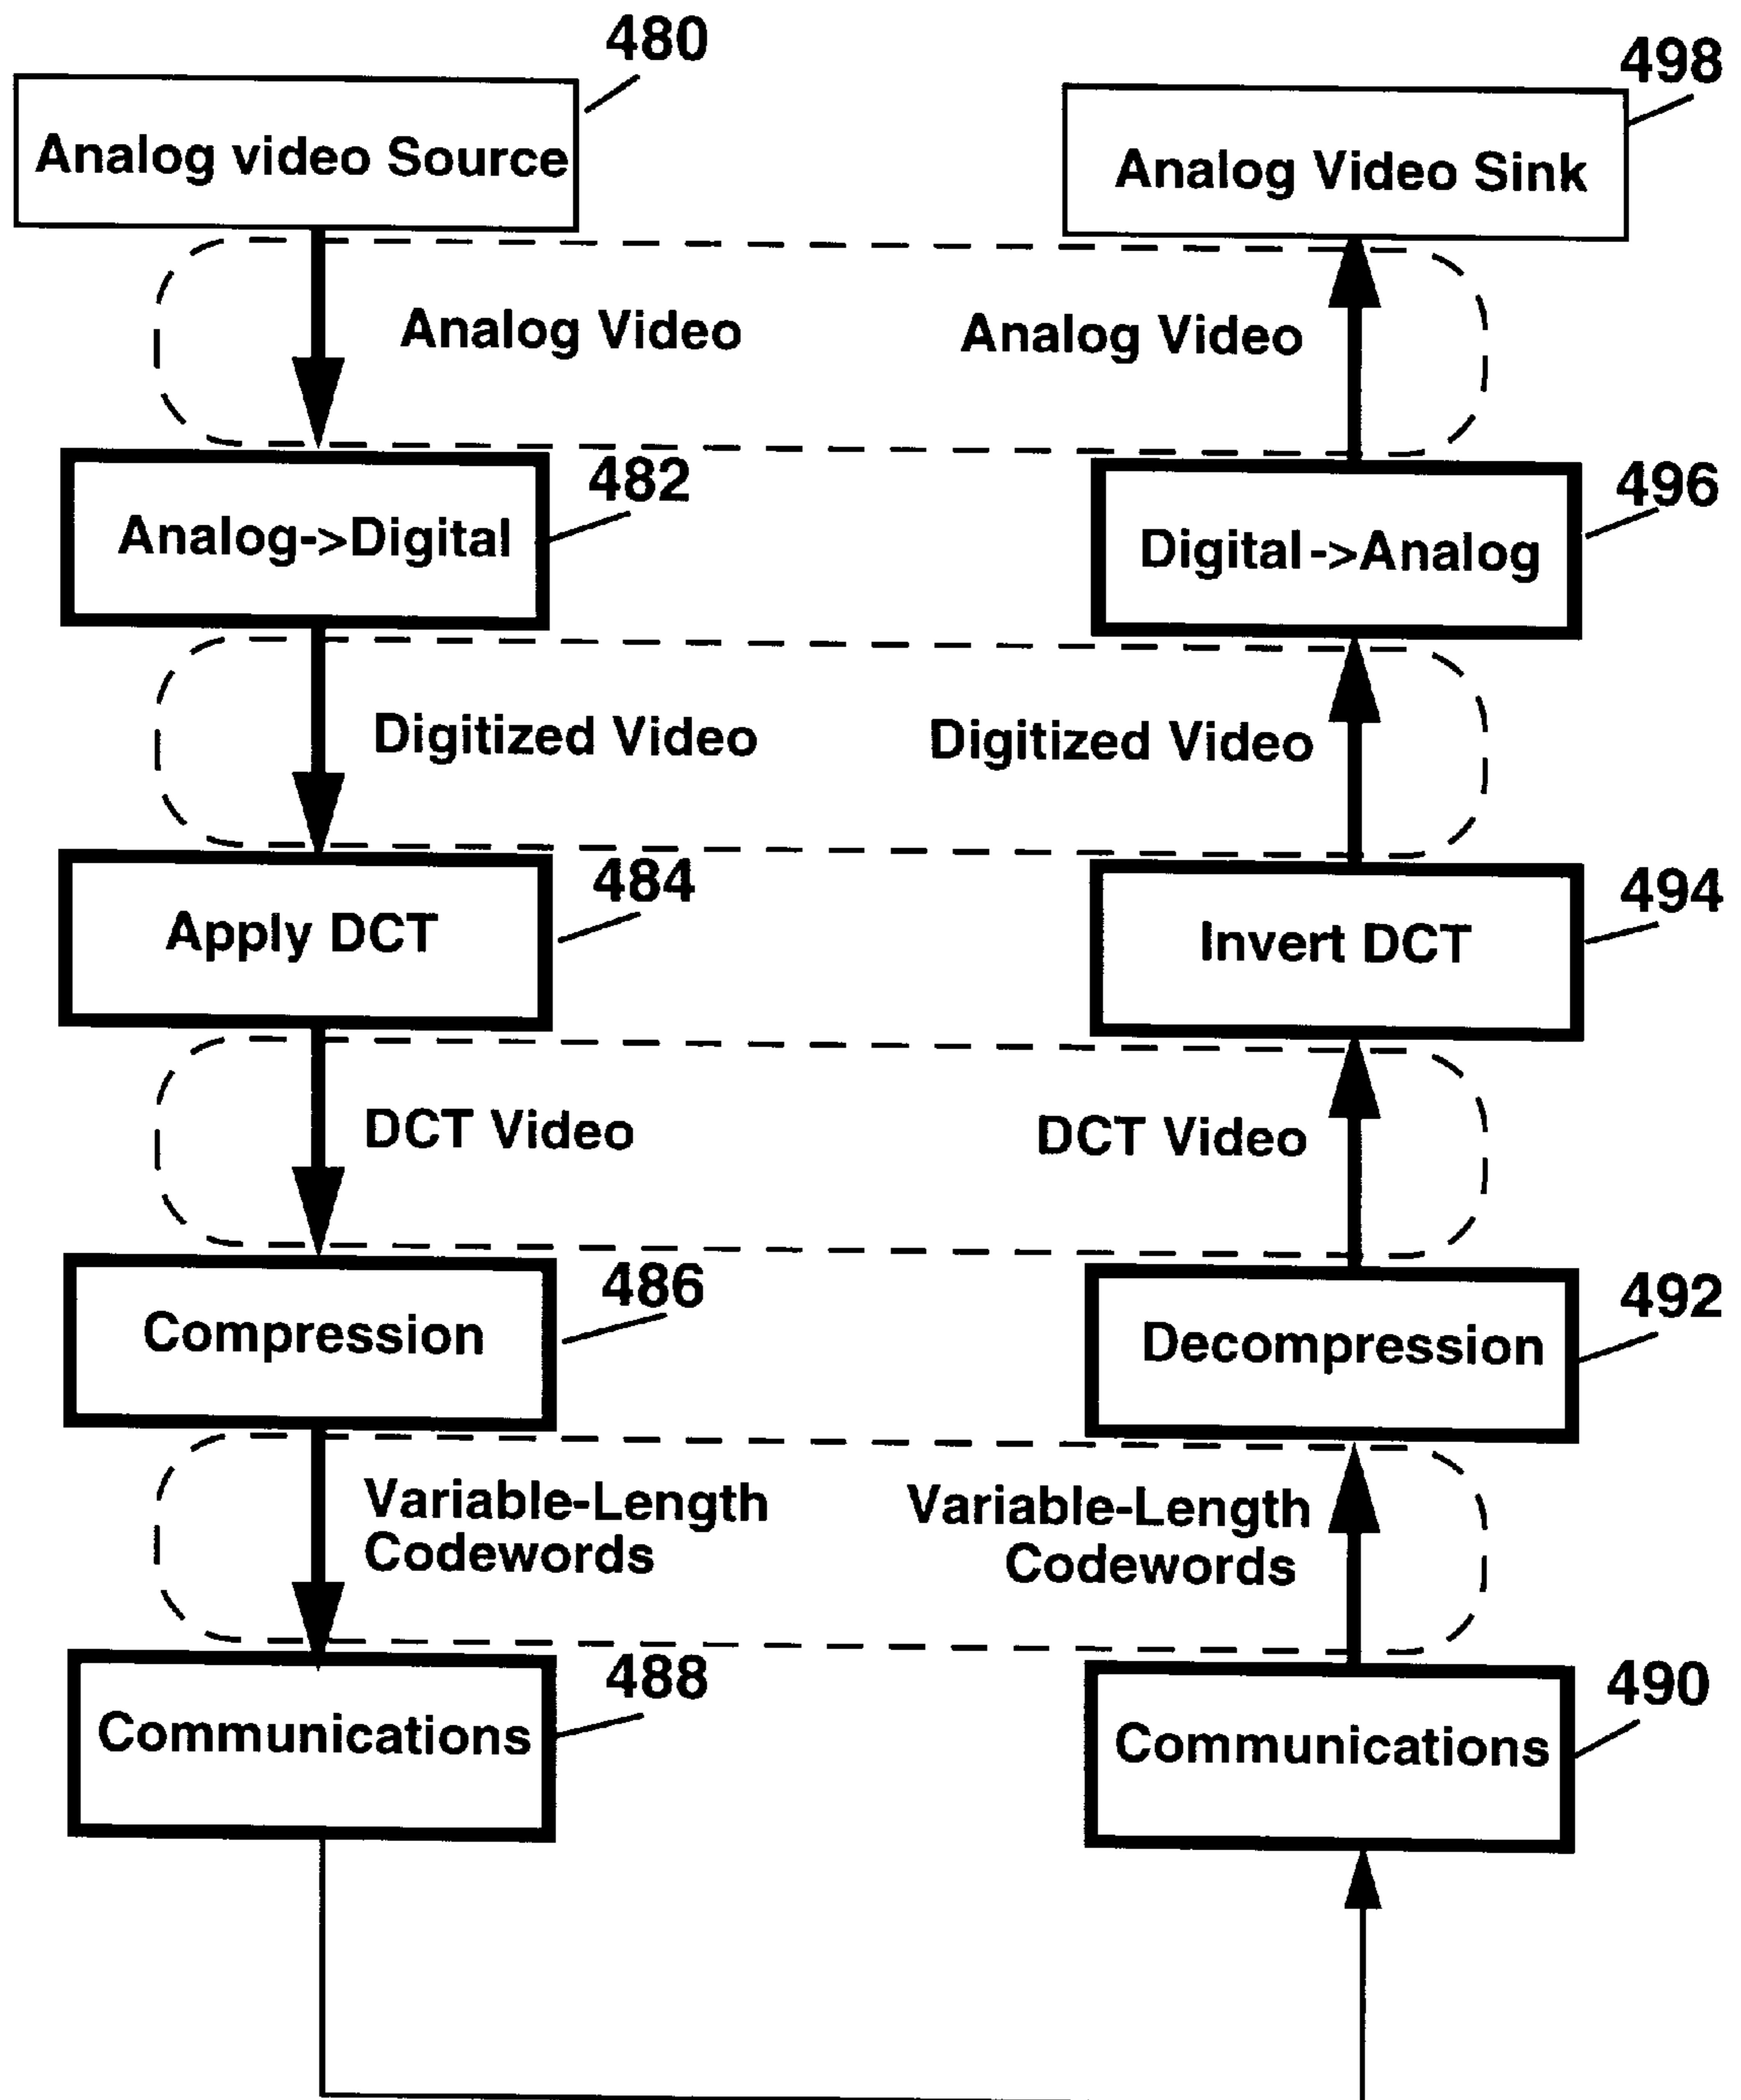 480
498
Analog video Source
Analog Video Sink
Analog Video
Analog Video
482
496
Analog->Digital
Digital->Analog
Digitized Video
Digitized Video
484
494
Apply DCT
Invert DCT
DCT Video
DCT Video
486
492
Compression
Decompression
Variable-Length
Codewords
Variable-Length
Codewords
488
490
Communications
Communications